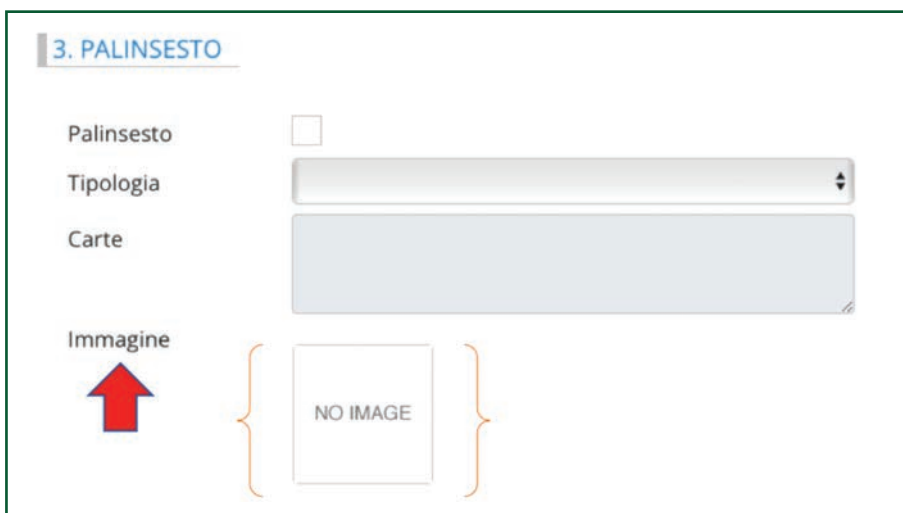 3. PALINSESTO
Palinsesto
Tipologia
Carte
Immagine
NO IMAGE